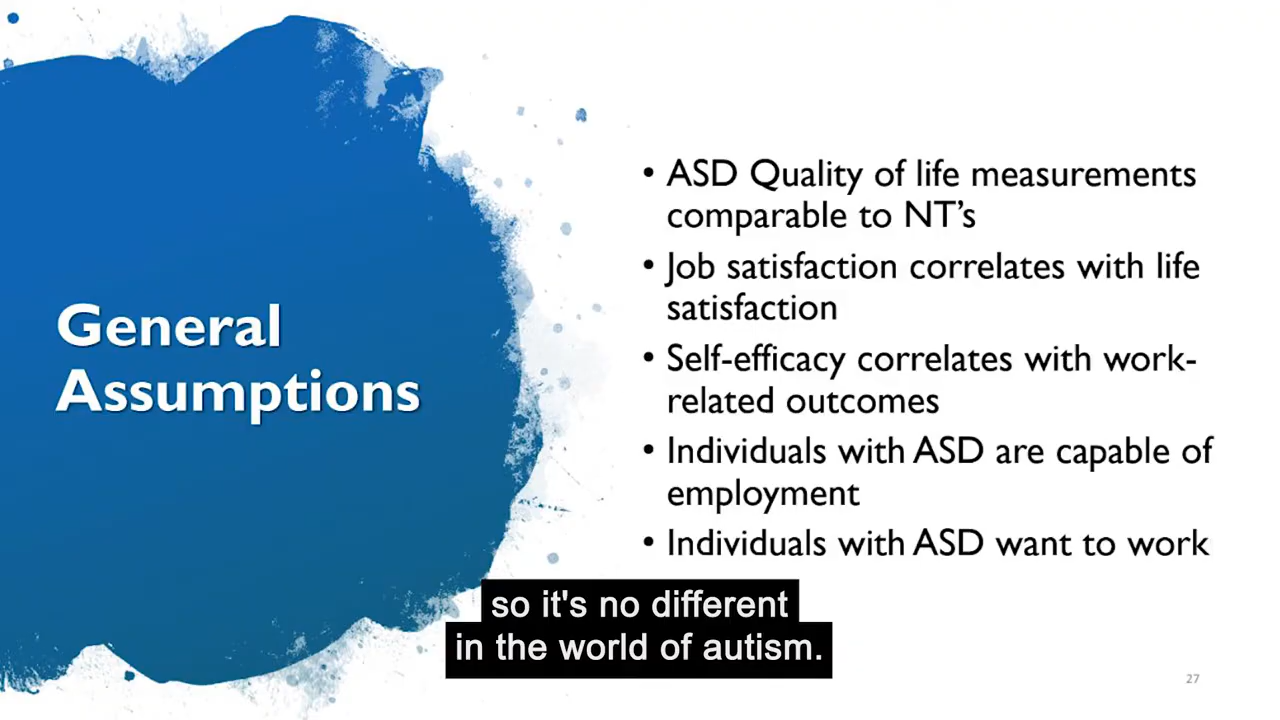 General
Assumptions
• ASD Quality of life measurements
comparable to NT’s
• Job satisfaction correlates with life
satisfaction
• Self-efficacy correlates with work-
related outcomes
• Individuals with ASD are capable of
employment
• Individuals with ASD want to work
so it's no different
in the world of autism.
27